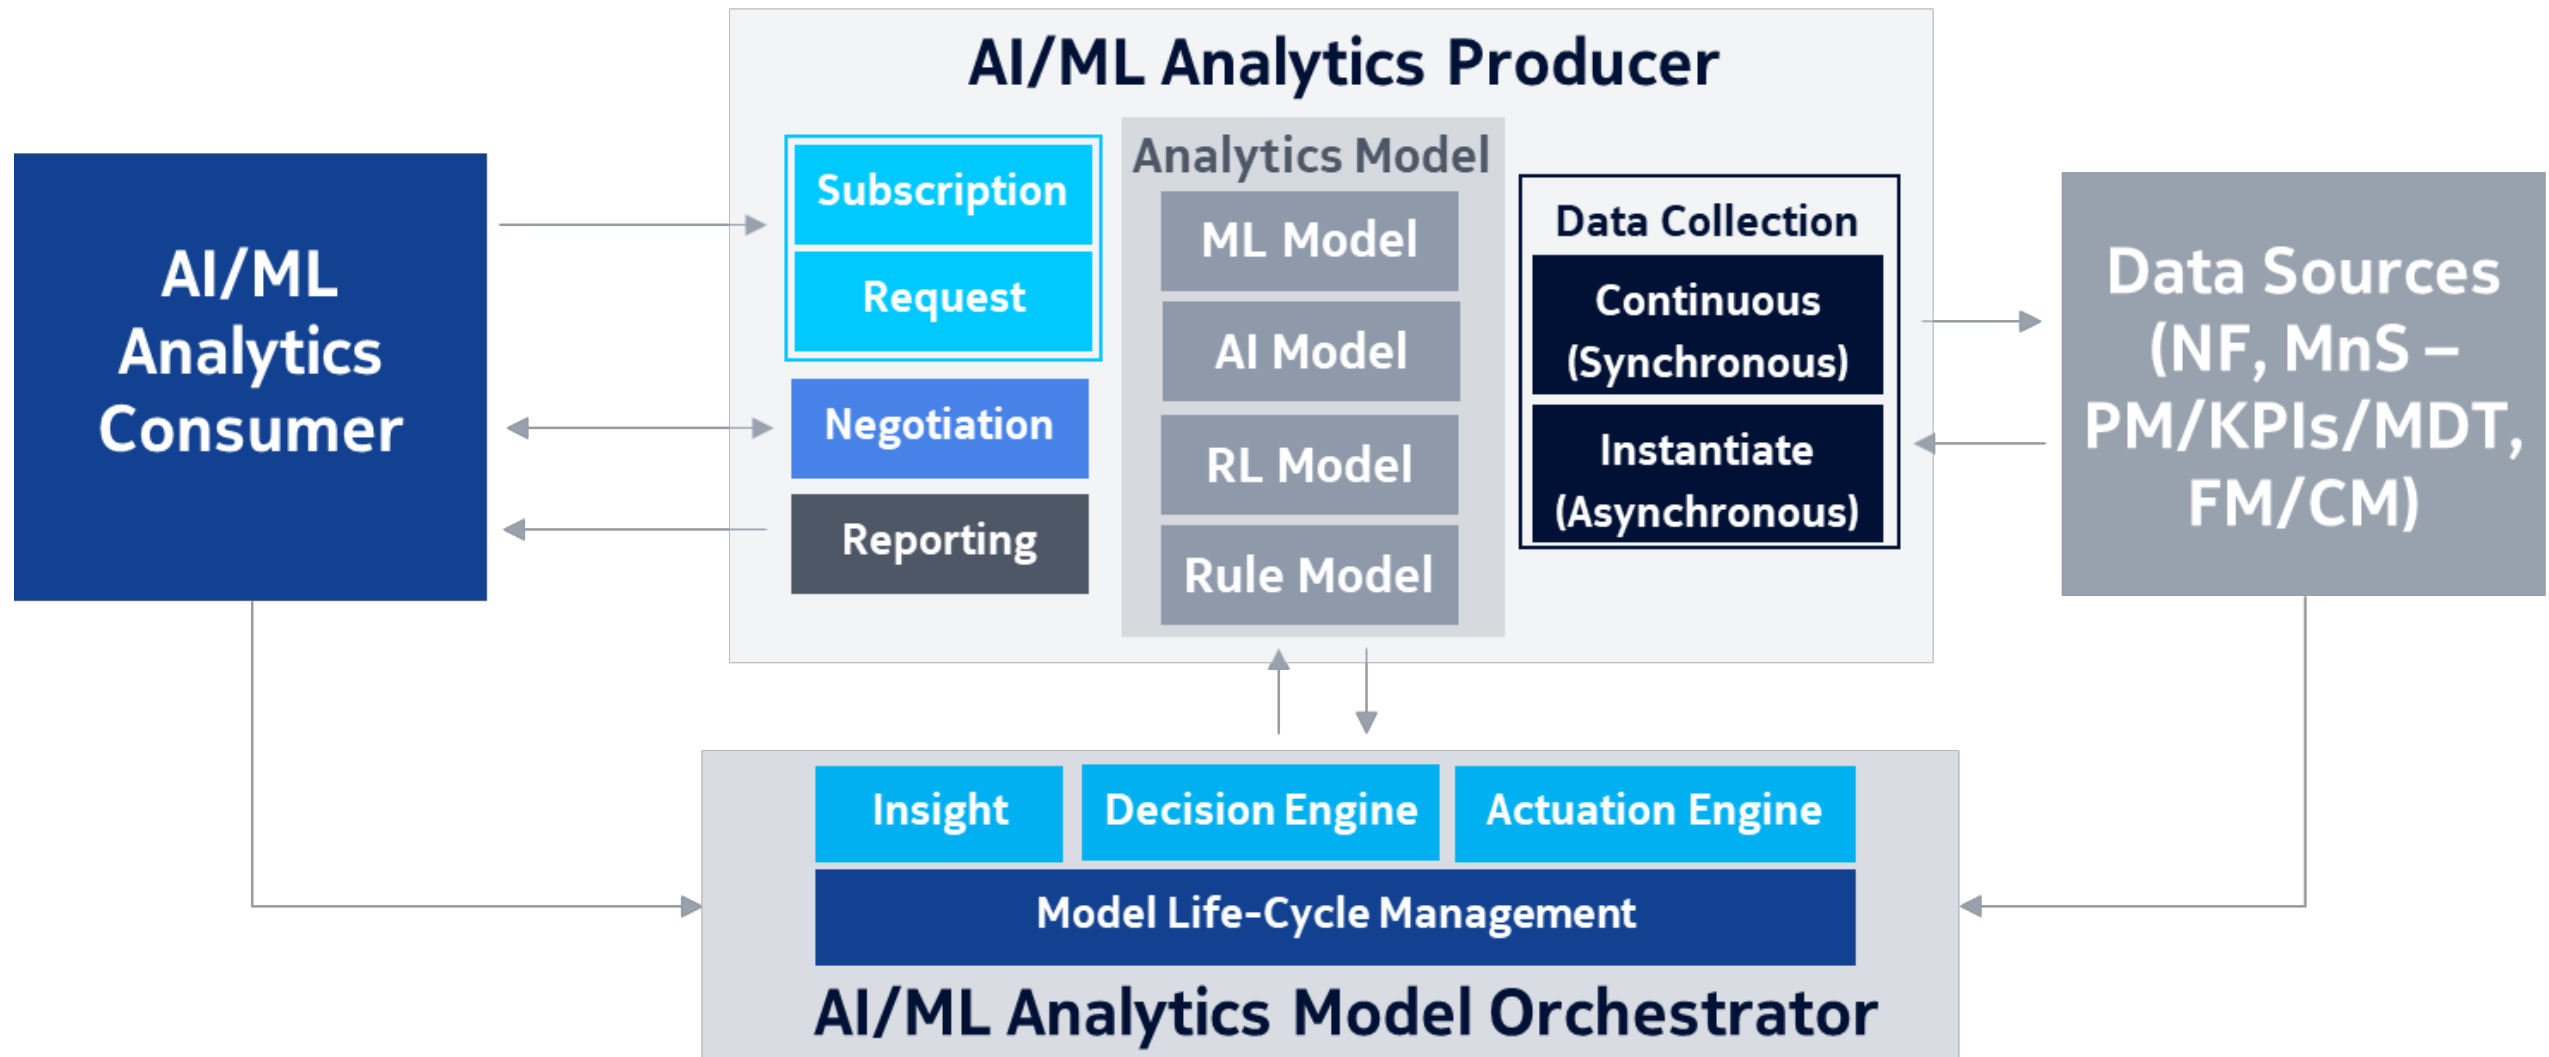 AI/ML Analytics Producer
AI/ML
Analytics
Consumer
Subscription
Request
Negotiation
Reporting
Analytics Model
ML Model
AI Model
RL Model
Rule Model
Data Collection
Continuous
(Synchronous)
Instantiate
(Asynchronous)
Data Sources
(NF, MnS –
PM/KPIs/MDT,
FM/CM)
Insight
Decision Engine
Actuation Engine
Model Life-Cycle Management
AI/ML Analytics Model Orchestrator